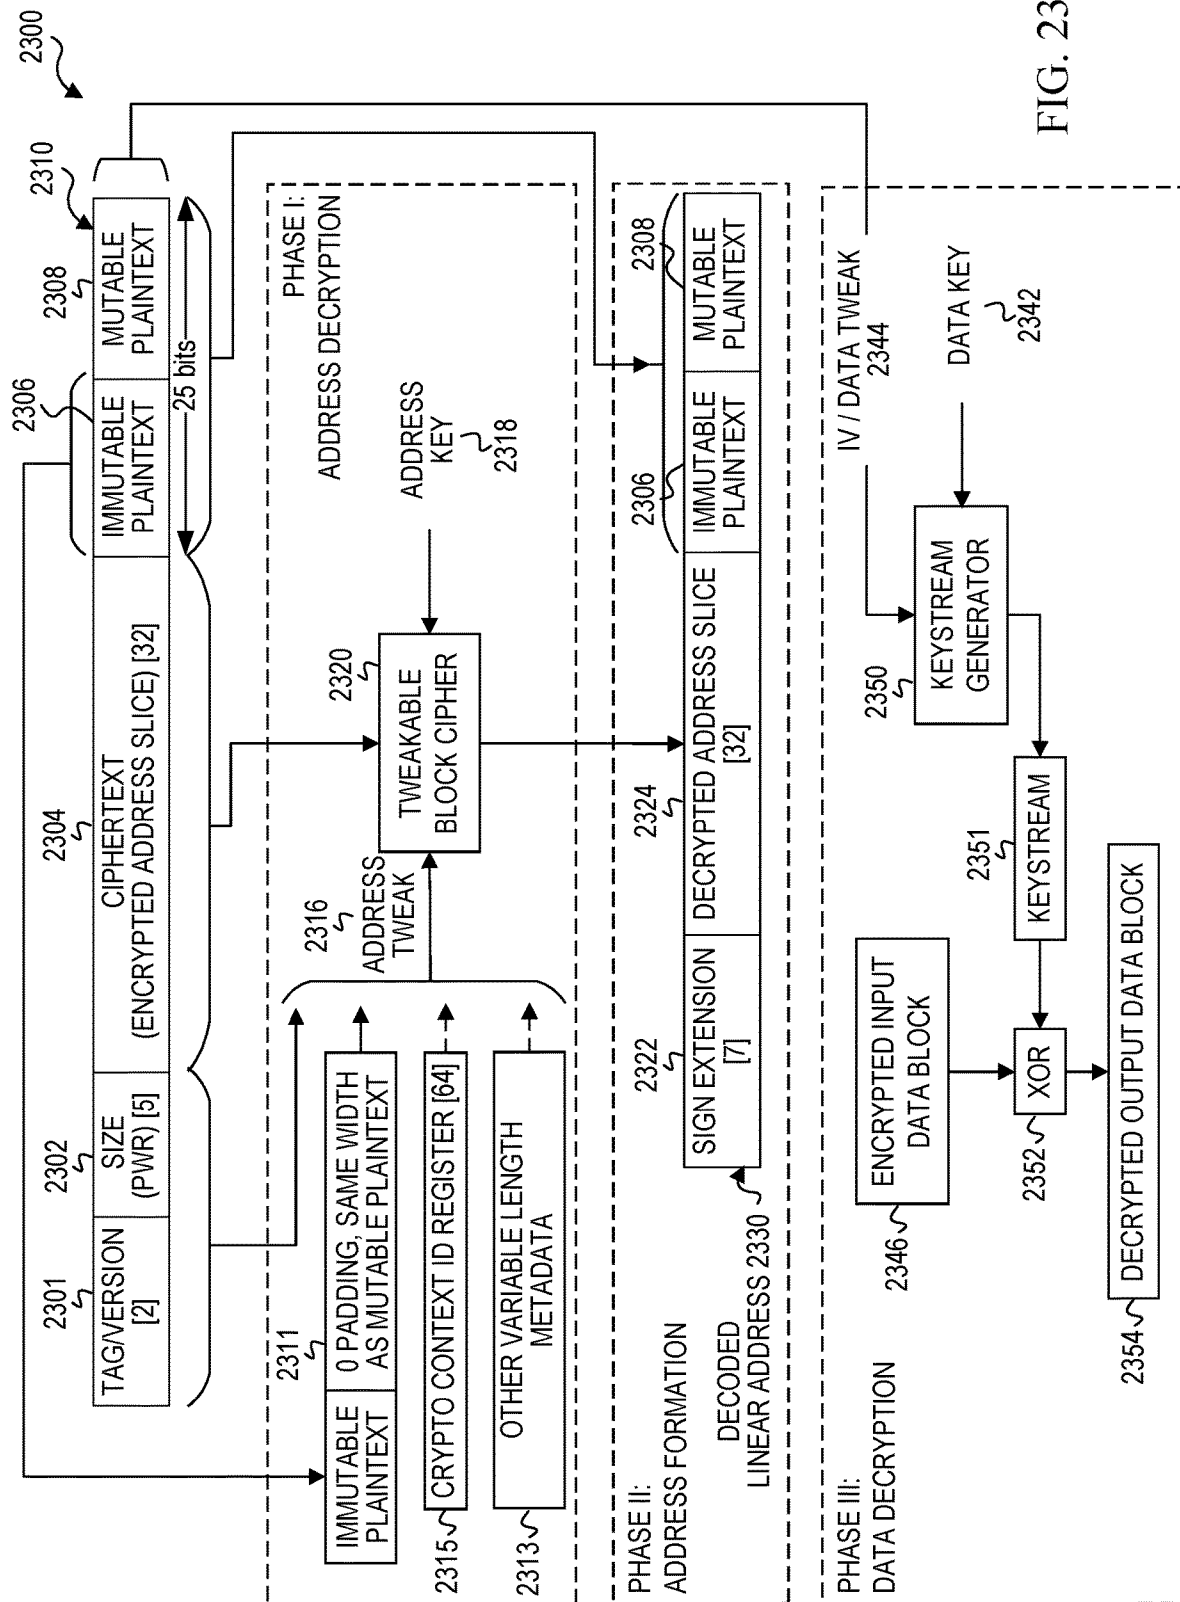 2300
2310
2301
TAG/VERSION
[2]
2302
SIZE
(PWR) [5]
2304
CIPHERTEXT
(ENCRYPTED ADDRESS SLICE) [32]
2306
IMMUTABLE
PLAINTEXT
2308
MUTABLE
PLAINTEXT
25 bits
PHASE I:
ADDRESS DECRYPTION
IMMUTABLE
PLAINTEXT
2311
0 PADDING, SAME WIDTH
AS MUTABLE PLAINTEXT
2315
CRYPTO CONTEXT ID REGISTER [64]
2313
OTHER VARIABLE LENGTH
METADATA
2316
ADDRESS
TWEAK
2320
TWEAKABLE
BLOCK CIPHER
ADDRESS
KEY
2318
PHASE II:
ADDRESS FORMATION
2322
SIGN EXTENSION
[7]
2324
DECRYPTED ADDRESS SLICE
[32]
2306
IMMUTABLE
PLAINTEXT
2308
MUTABLE
PLAINTEXT
DECODED
LINEAR ADDRESS 2330
PHASE III:
DATA DECRYPTION
2346
ENCRYPTED INPUT
DATA BLOCK
2350
KEYSTREAM
GENERATOR
IV / DATA TWEAK
2344
DATA KEY
2342
2351
KEYSTREAM
2352
XOR
2354
DECRYPTED OUTPUT DATA BLOCK
FIG. 23